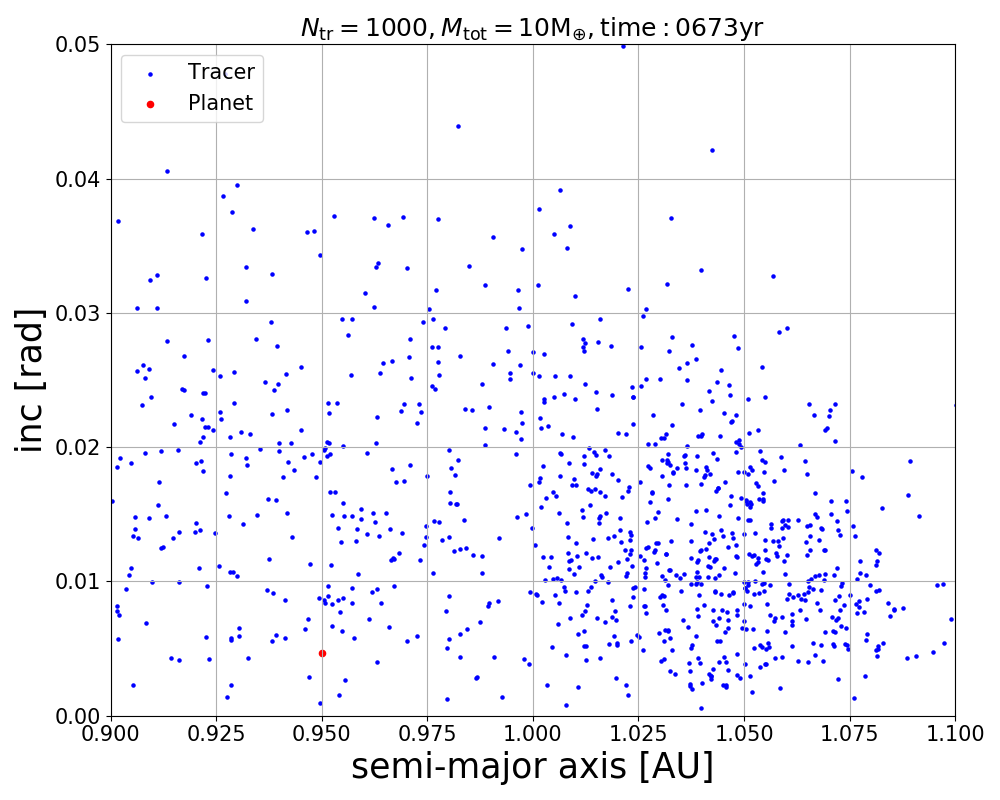 N_tr = 1000, M_tot = 10M_⊕, time : 0673yr
0.05
Tracer
Planet
0.04
0.03
inc [rad]
0.02
0.01
0.00
0.900 0.925 0.950 0.975 1.000 1.025 1.050 1.075 1.100
semi-major axis [AU]